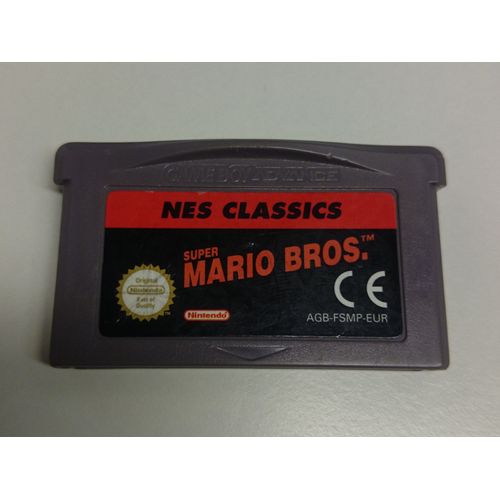 GAME BOY ADVANCE
NES CLASSICS
SUPER
MARIO BROS.™
Original
Nintendo
Seal of
Quality
™
Nintendo
CE
AGB-FSMP-EUR